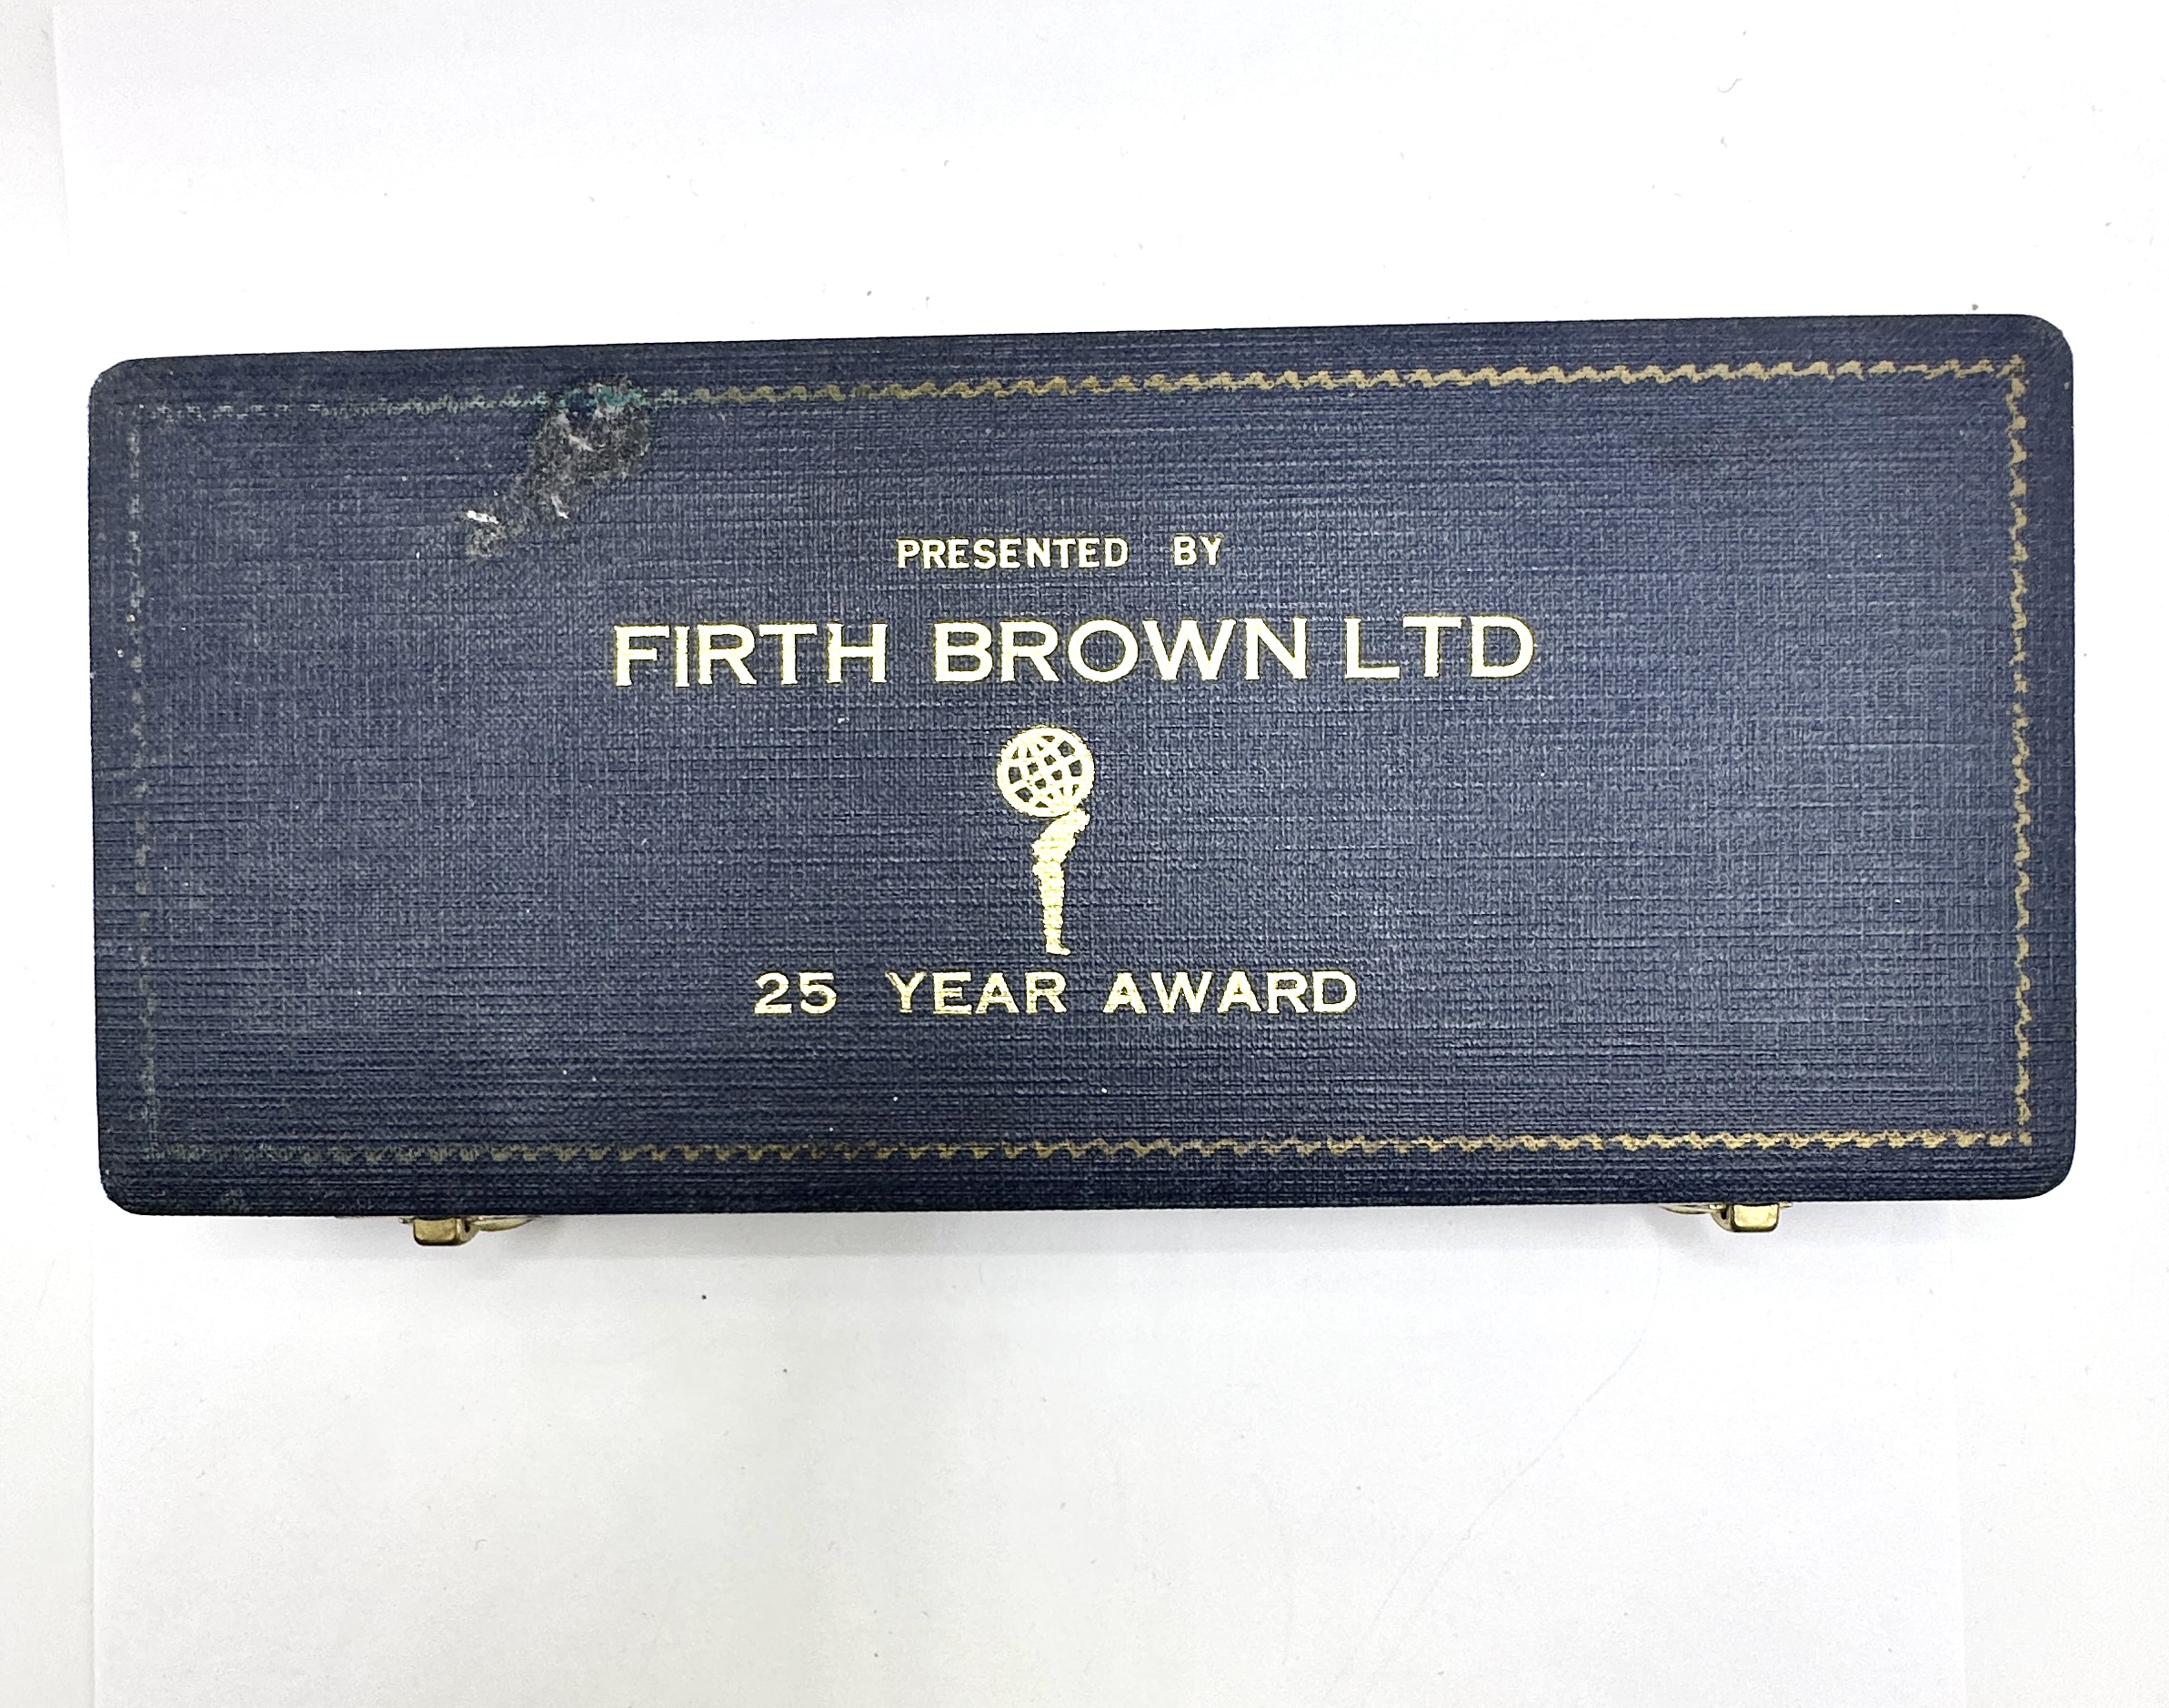 PRESENTED BY
FIRTH BROWN LTD
25 YEAR AWARD